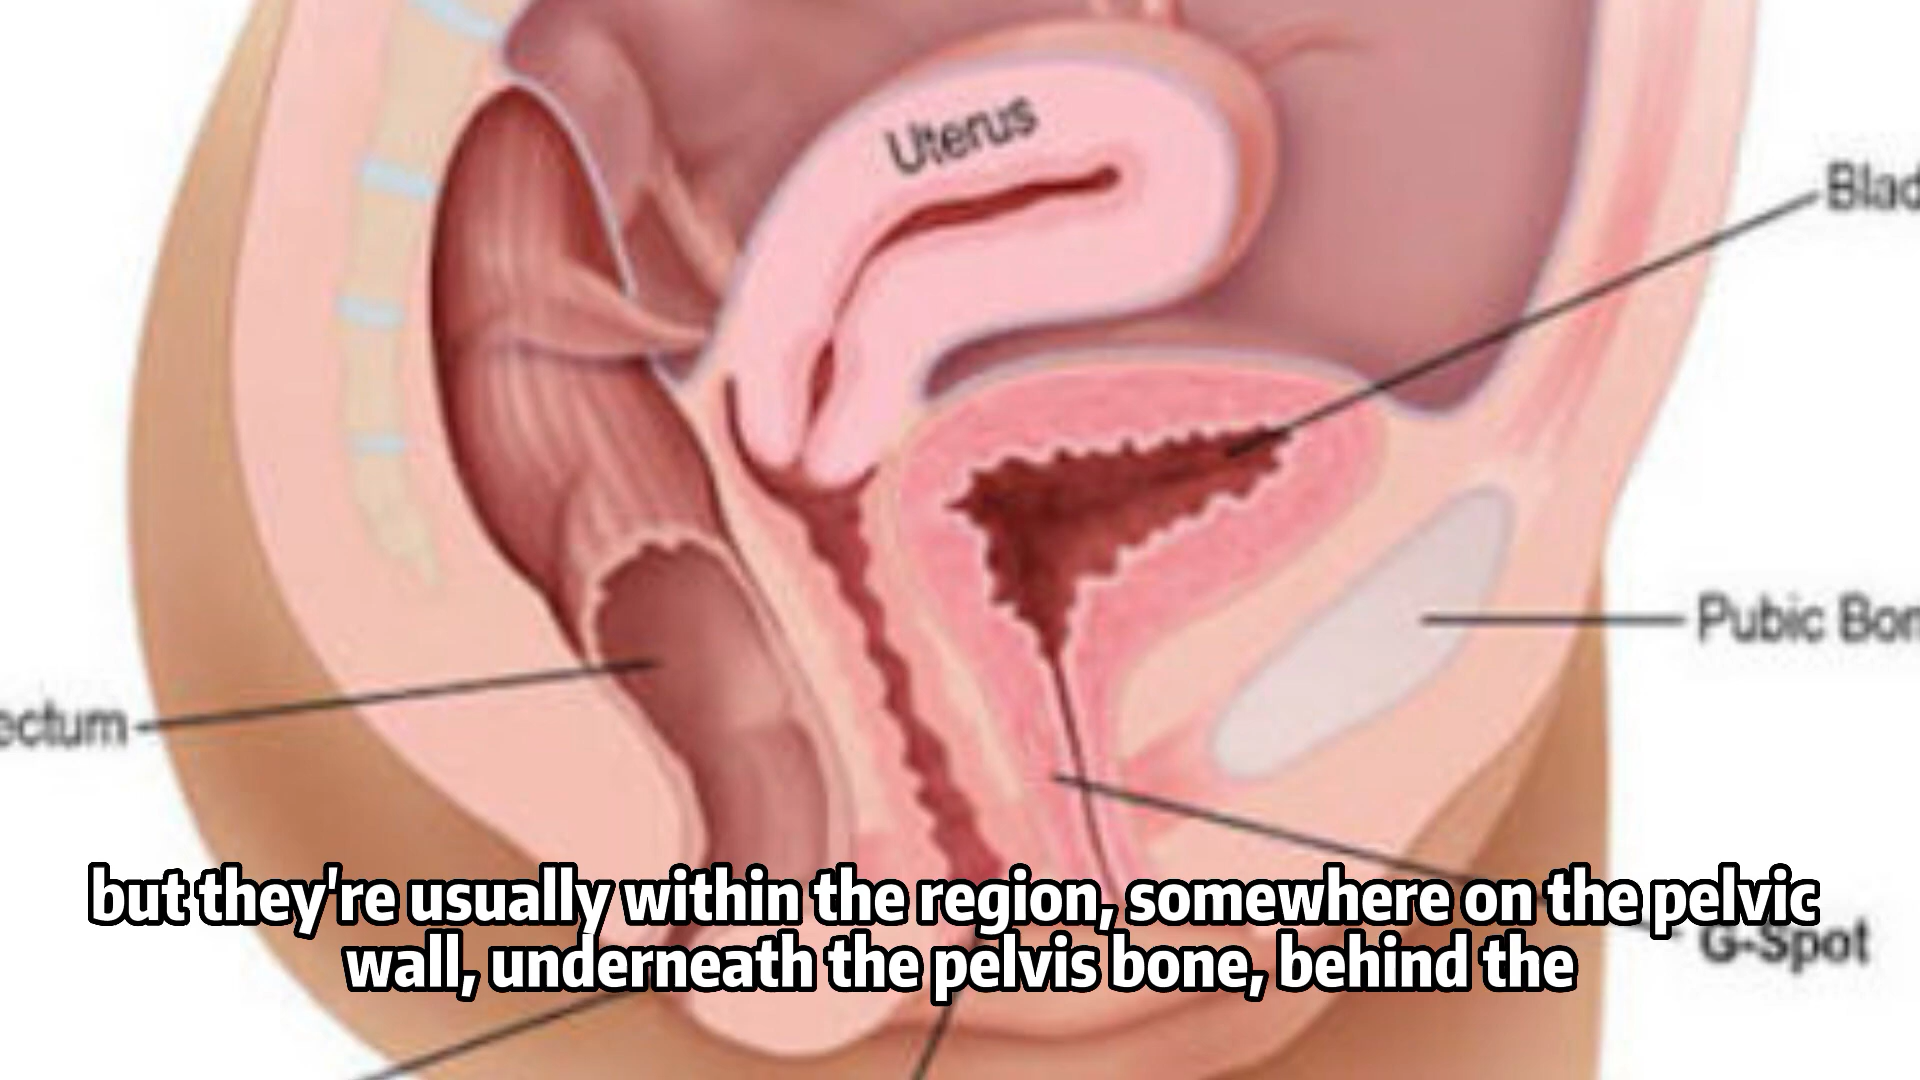 Uterus
Blad
Pubic Bon
ectum
but they're usually within the region, somewhere on the pelvic
wall, underneath the pelvis bone, behind the
G-Spot